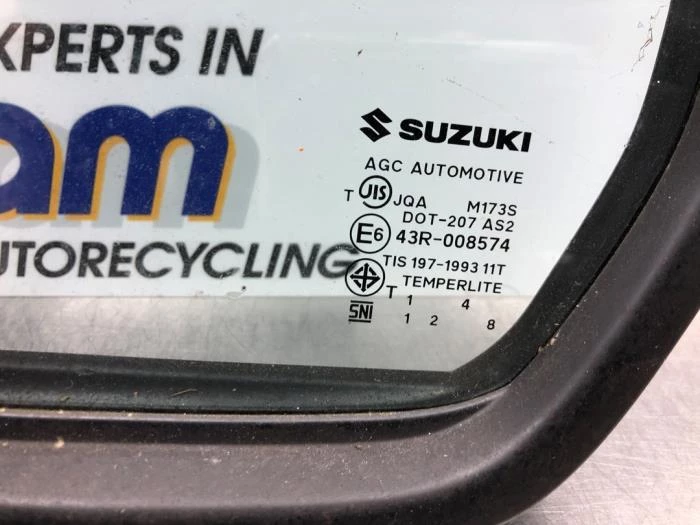 XPERTS IN
am
UTORECYCLING
SUZUKI
AGC AUTOMOTIVE
T JIS JQA M173S
DOT-207 AS2
E6 43R-008574
TIS 197-1993 11T
T TEMPERLITE
1 4
SNI 1 2 8